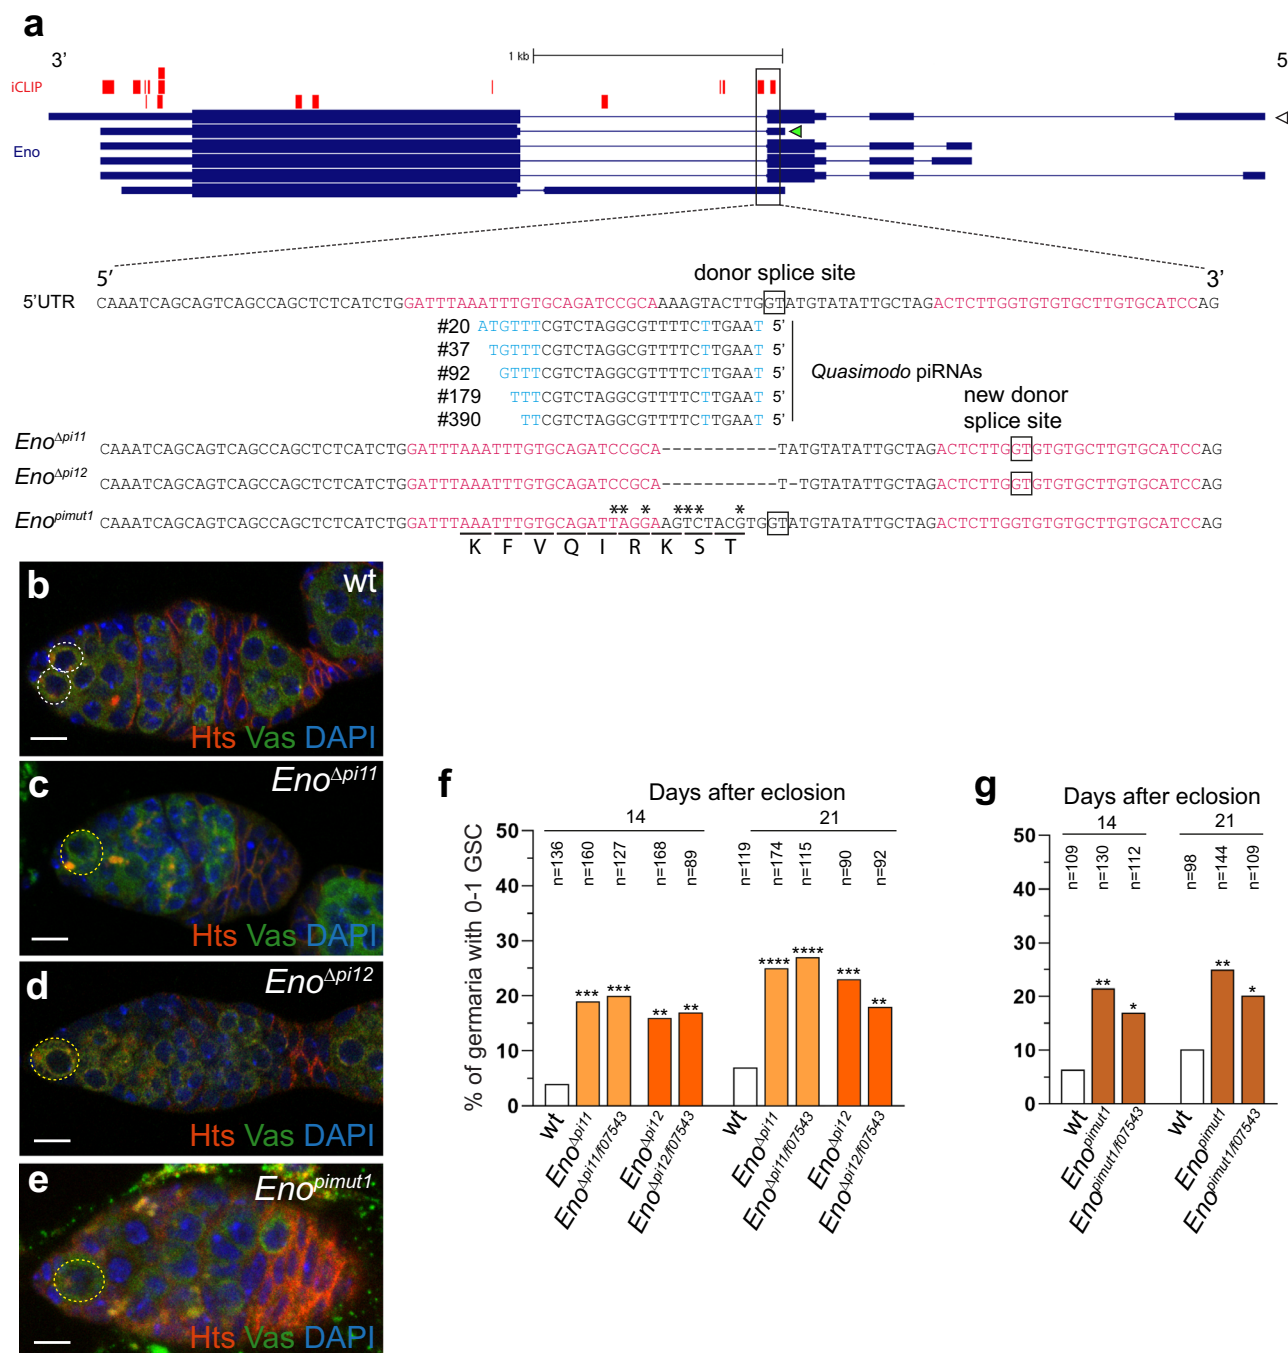 a
3’
1 kb
5
iCLIP
Eno
5′
donor splice site
3’
5’UTR CAAATCAGCAGTCAGCCAGCTCTCATCTGGATTTAAATTTGTGCAGATCCGCAAAAGTACTTGGTATGTATATTGCTAGACTCTTGGTGTGTGCTTGTGCATCCAG
#20 ATGTTTCGTCTAGGCGTTTTCTTGAAT 5’
#37 TGTTTCGTCTAGGCGTTTTCTTGAAT 5’
#92 GTTTCGTCTAGGCGTTTTCTTGAAT 5’
#179 TTTCGTCTAGGCGTTTTCTTGAAT 5’
#390 TTCGTCTAGGCGTTTTCTTGAAT 5’
Quasimodo piRNAs
new donor
splice site
EnoΔpi11 CAAATCAGCAGTCAGCCAGCTCTCATCTGGATTTAAATTTGTGCAGATCCGCA-----------TATGTATATTGCTAGACTCTTGGTGTGTGCTTGTGCATCCAG
EnoΔpi12 CAAATCAGCAGTCAGCCAGCTCTCATCTGGATTTAAATTTGTGCAGATCCGCA-----------T-TGTATATTGCTAGACTCTTGGTGTGTGCTTGTGCATCCAG
** * *** *
Enopimut1 CAAATCAGCAGTCAGCCAGCTCTCATCTGGATTTAAATTTGTGCAGATTAGGAAGTCTACGTGGTATGTATATTGCTAGACTCTTGGTGTGTGCTTGTGCATCCAG
K F V Q I R K S T
b
wt
Hts Vas DAPI
c
EnoΔpi11
Hts Vas DAPI
d
EnoΔpi12
Hts Vas DAPI
e
Enopimut1
Hts Vas DAPI
f
Days after eclosion
14 21
n=136 n=160 n=127 n=168 n=89 n=119 n=174 n=115 n=90 n=92
% of germaria with 0-1 GSC
50
40
30
20
10
0
*** *** ** ** **** **** *** **
wt EnoΔpi11 EnoΔpi11/f07543 EnoΔpi12 EnoΔpi12/f07543 wt EnoΔpi11 EnoΔpi11/f07543 EnoΔpi12 EnoΔpi12/f07543
g
Days after eclosion
14 21
n=109 n=130 n=112 n=98 n=144 n=109
50
40
30
20
10
0
** * ** *
wt Enopimut1 Enopimut1/f07543 wt Enopimut1 Enopimut1/f07543